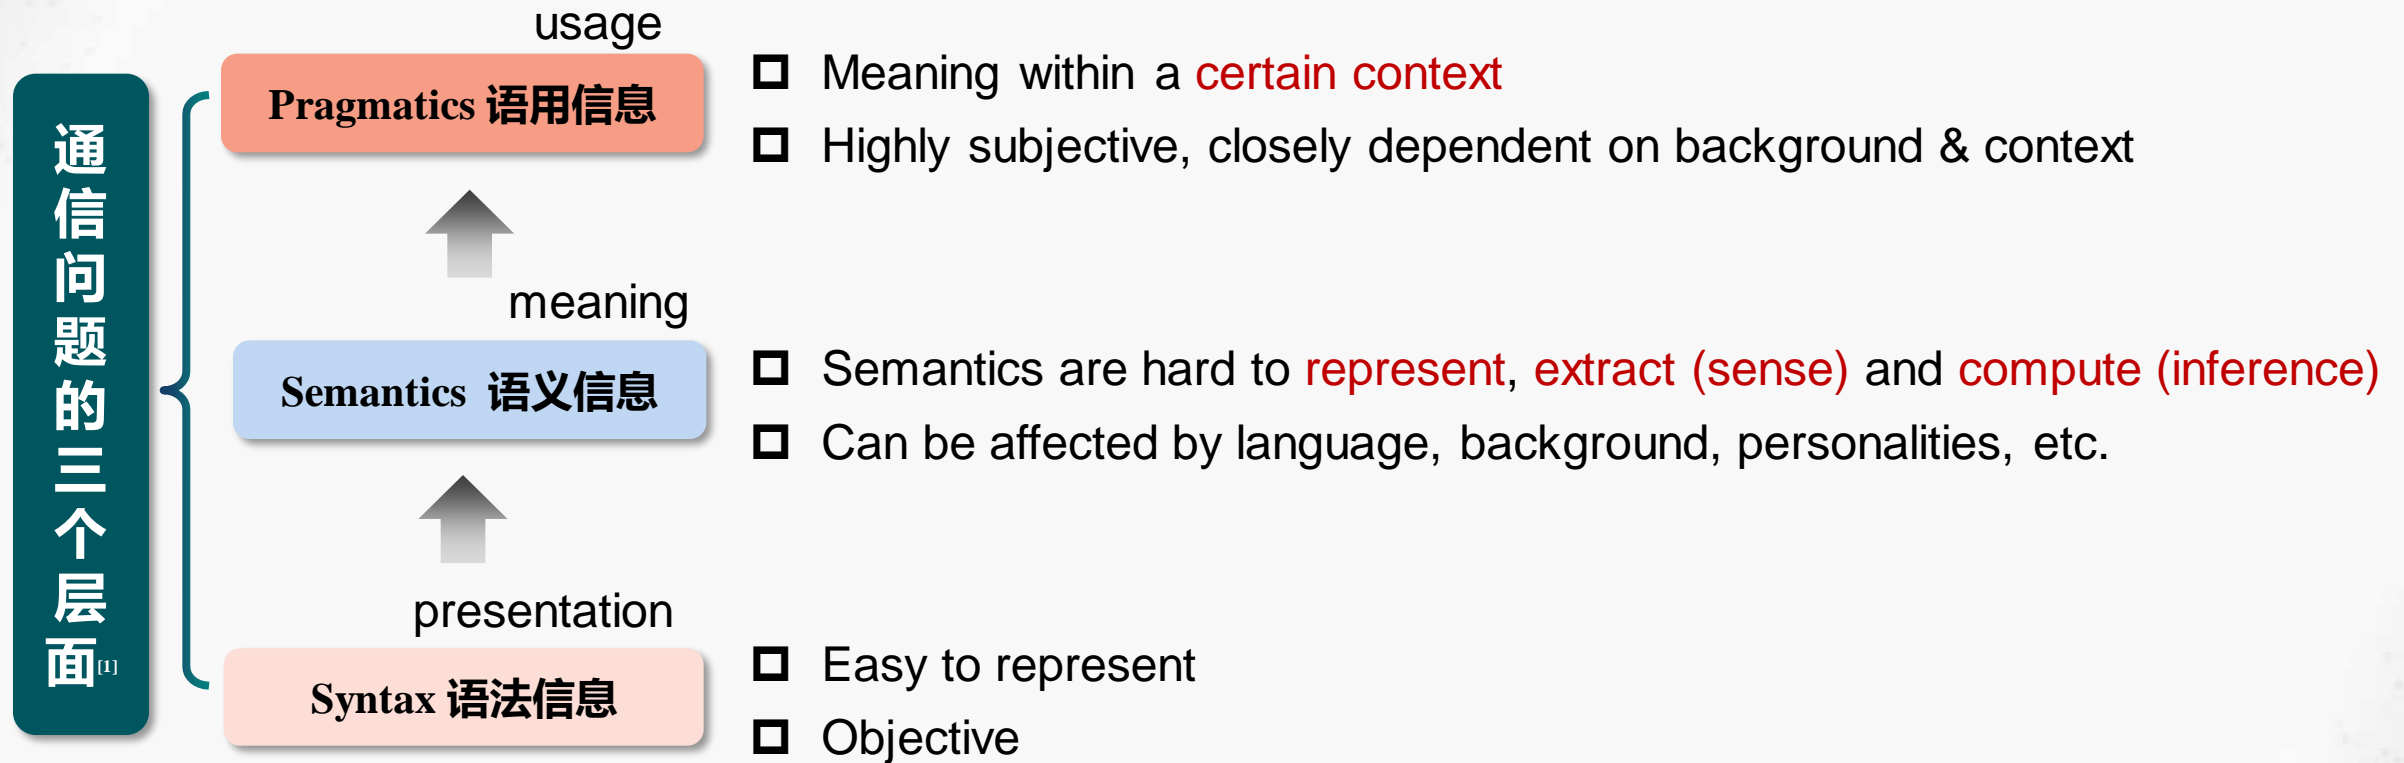 通信问题的三个层面[1]
usage
Pragmatics 语用信息
Meaning within a certain context
Highly subjective, closely dependent on background & context
meaning
Semantics 语义信息
Semantics are hard to represent, extract (sense) and compute (inference)
Can be affected by language, background, personalities, etc.
presentation
Syntax 语法信息
Easy to represent
Objective